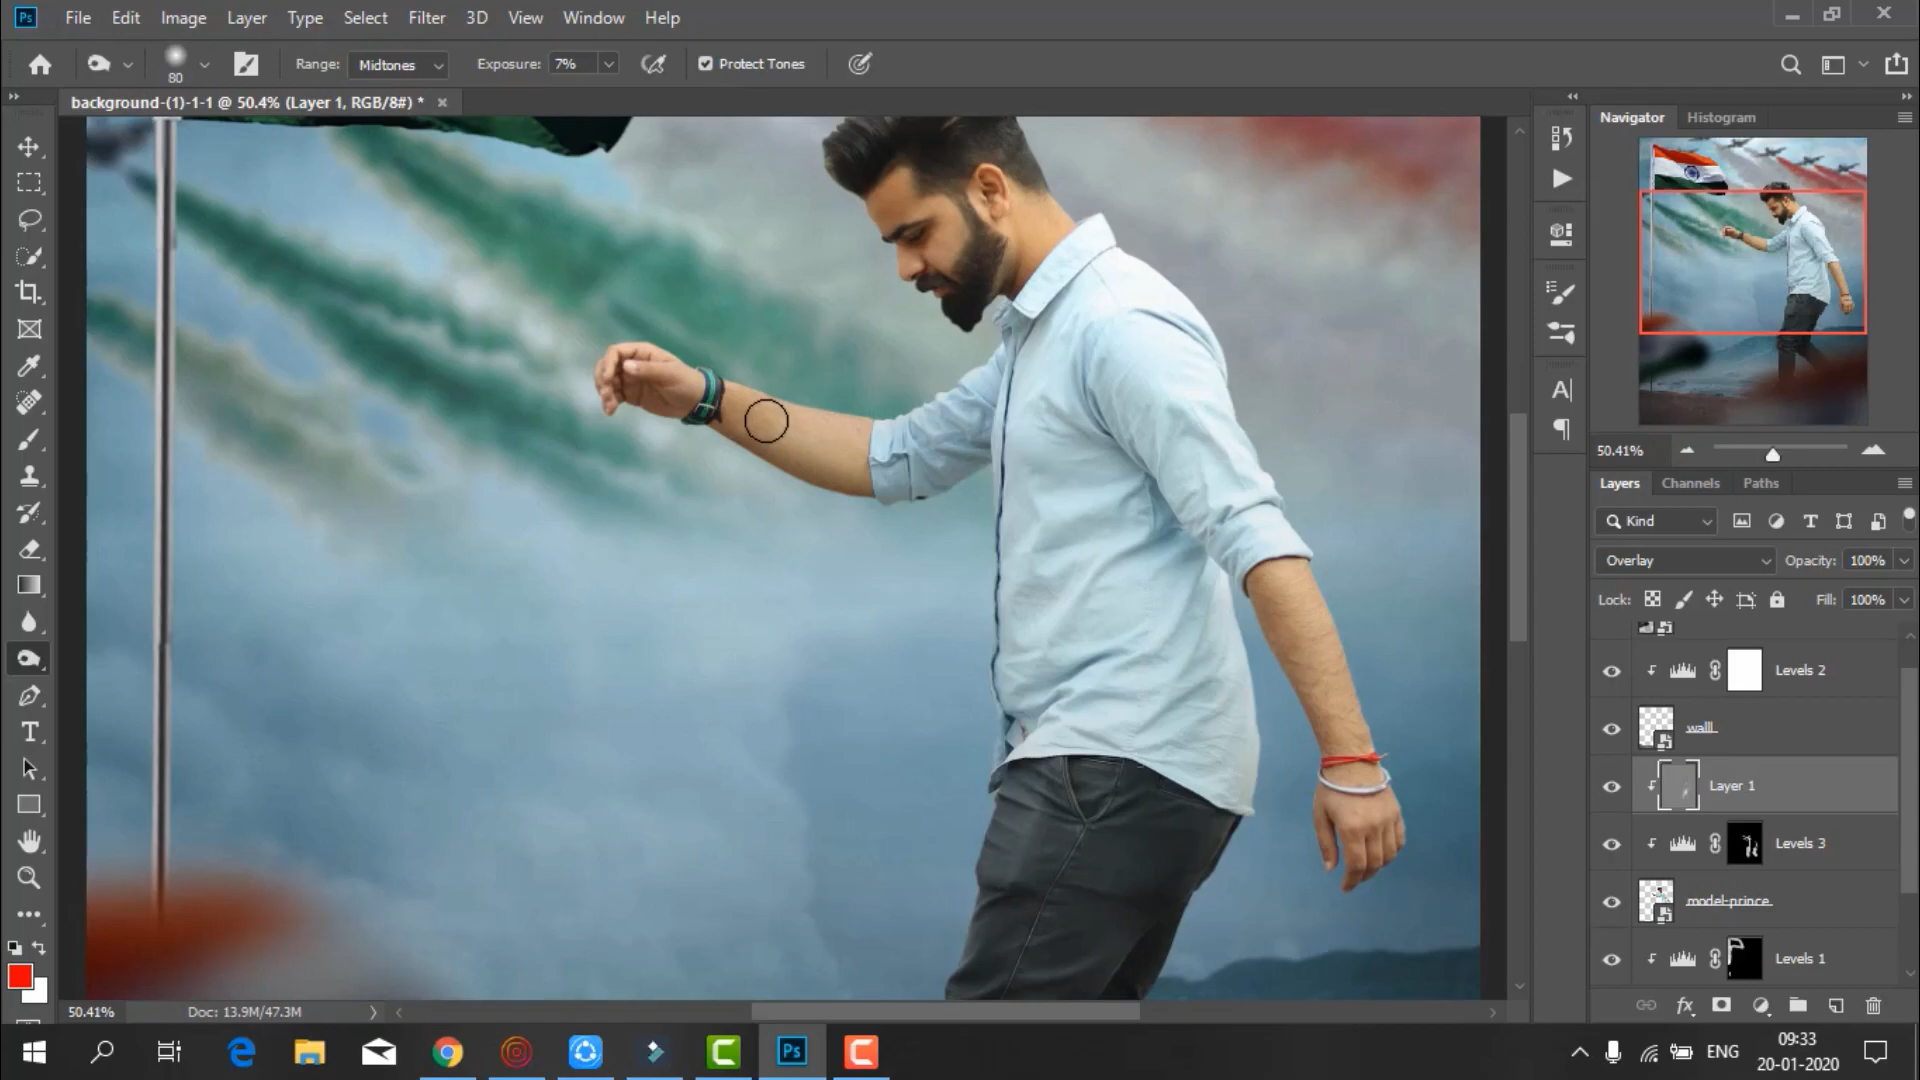 Ps File Edit Image Layer Type Select Filter 3D View Window Help
80 Range: Midtones Exposure: 7% Protect Tones
background-(1)-1-1 @ 50.4% (Layer 1, RGB/8#) *
Navigator Histogram
50.41%
Layers Channels Paths
Kind
Overlay Opacity: 100%
Lock: Fill: 100%
Levels 2
walll
Layer 1
Levels 3
model-prince
Levels 1
50.41% Doc: 13.9M/47.3M
ENG
09:33
20-01-2020